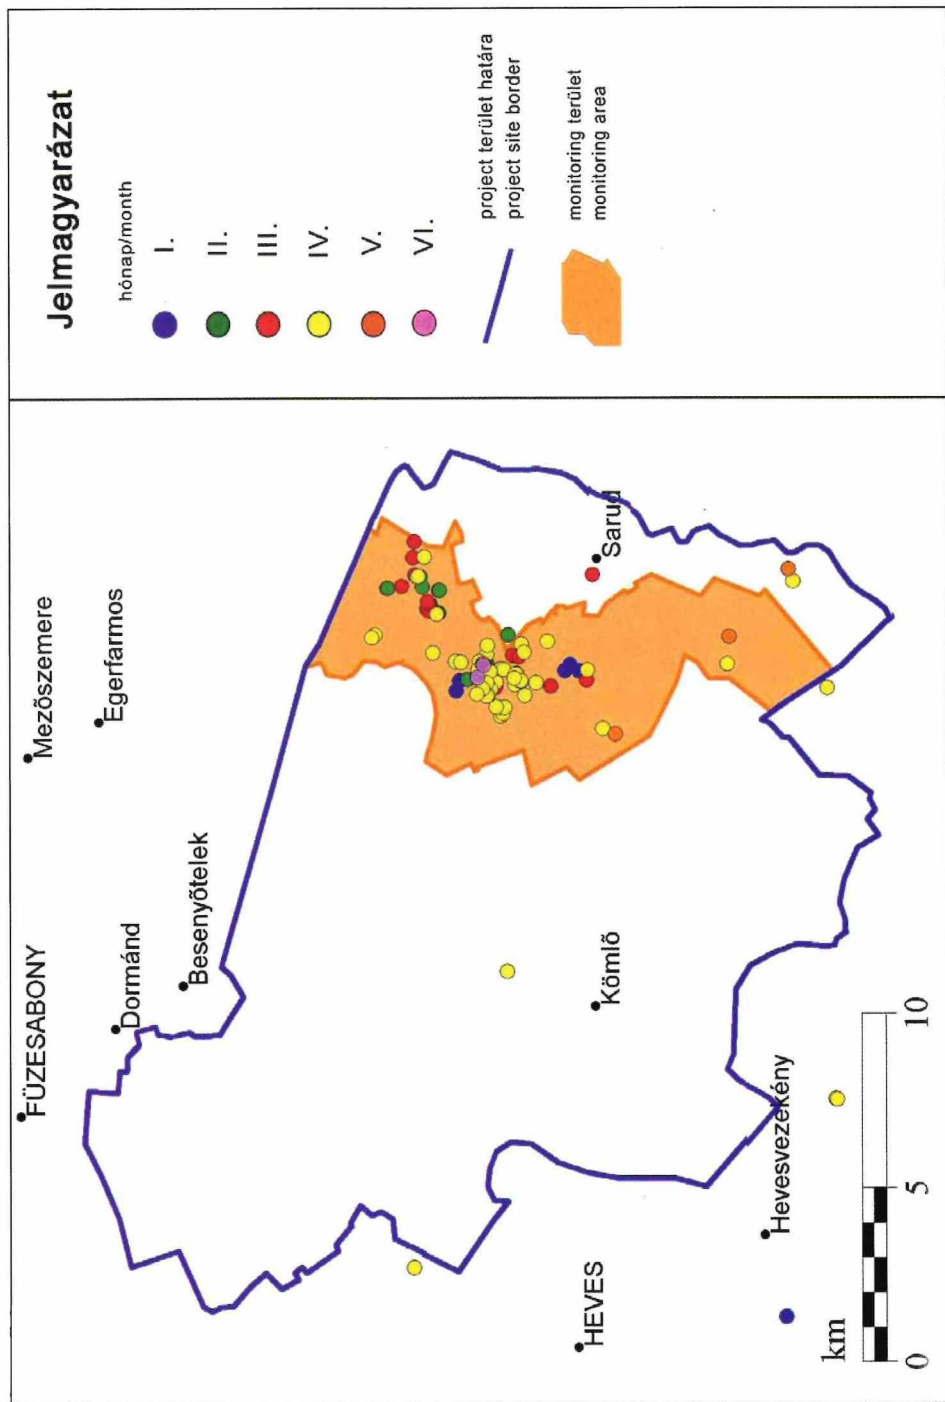 FÜZESABONY
Mezőszemere
Dormánd
Egerfarmos
Besenyőtelek
HEVES
Kömlő
Sarud
Hevesvezekény
km
0
5
10
Jelmagyarázat
hónap/month
I.
II.
III.
IV.
V.
VI.
project terület határa
project site border
monitoring terület
monitoring area